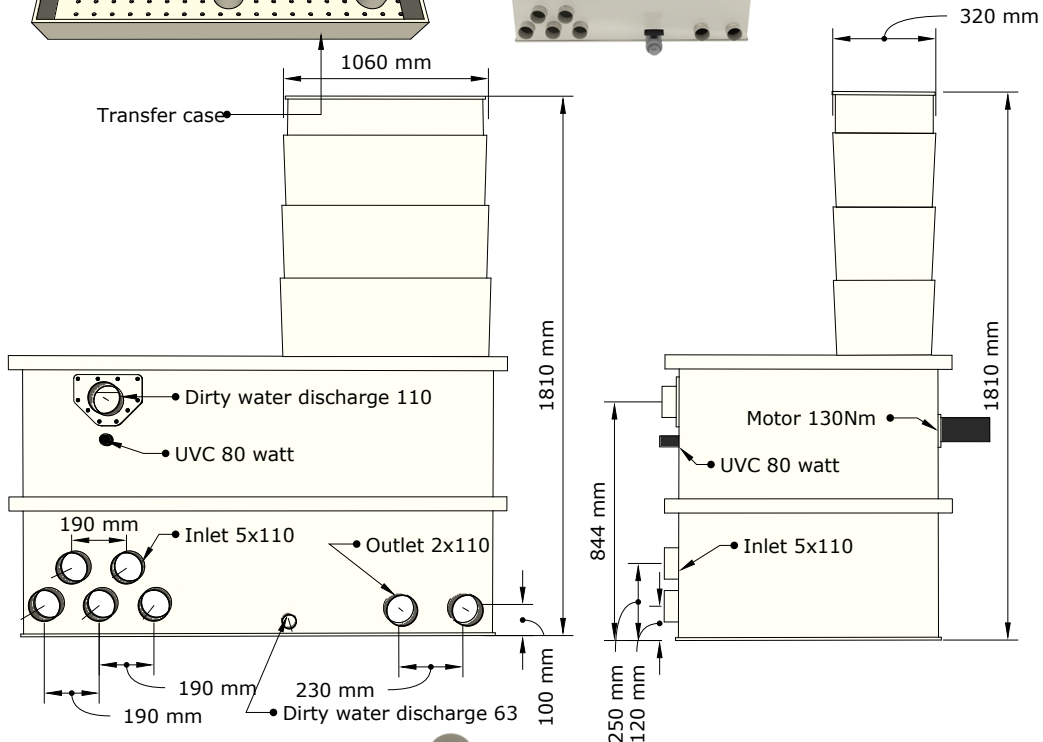 320 mm
1060 mm
Transfer case
1810 mm
1810 mm
Dirty water discharge 110
Motor 130Nm
UVC 80 watt
UVC 80 watt
844 mm
190 mm
Inlet 5x110
Outlet 2x110
Inlet 5x110
190 mm
230 mm
190 mm
Dirty water discharge 63
100 mm
250 mm
120 mm